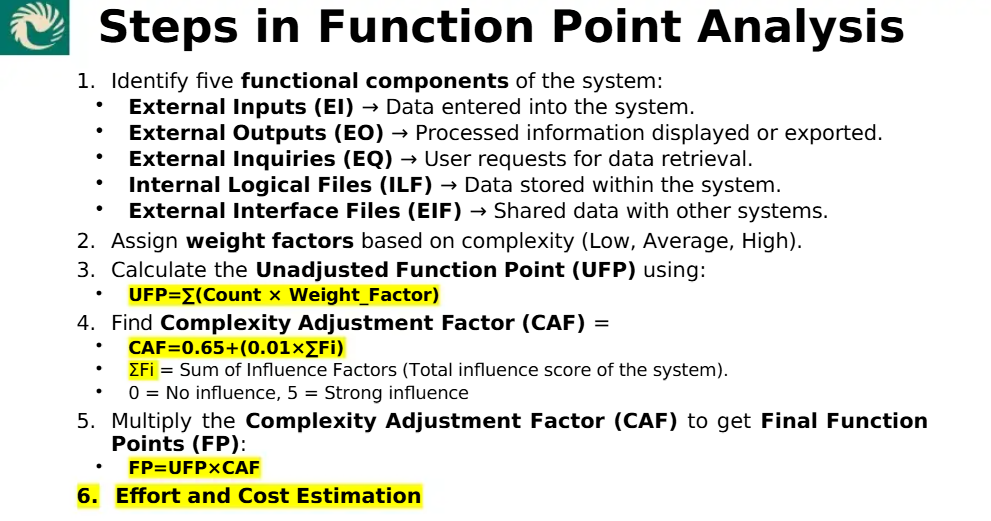 Steps in Function Point Analysis
1. Identify five functional components of the system:
• External Inputs (EI) → Data entered into the system.
• External Outputs (EO) → Processed information displayed or exported.
• External Inquiries (EQ) → User requests for data retrieval.
• Internal Logical Files (ILF) → Data stored within the system.
• External Interface Files (EIF) → Shared data with other systems.
2. Assign weight factors based on complexity (Low, Average, High).
3. Calculate the Unadjusted Function Point (UFP) using:
• UFP=∑(Count × Weight_Factor)
4. Find Complexity Adjustment Factor (CAF) =
• CAF=0.65+(0.01×∑Fi)
• ΣFi = Sum of Influence Factors (Total influence score of the system).
• 0 = No influence, 5 = Strong influence
5. Multiply the Complexity Adjustment Factor (CAF) to get Final Function
Points (FP):
• FP=UFP×CAF
6. Effort and Cost Estimation